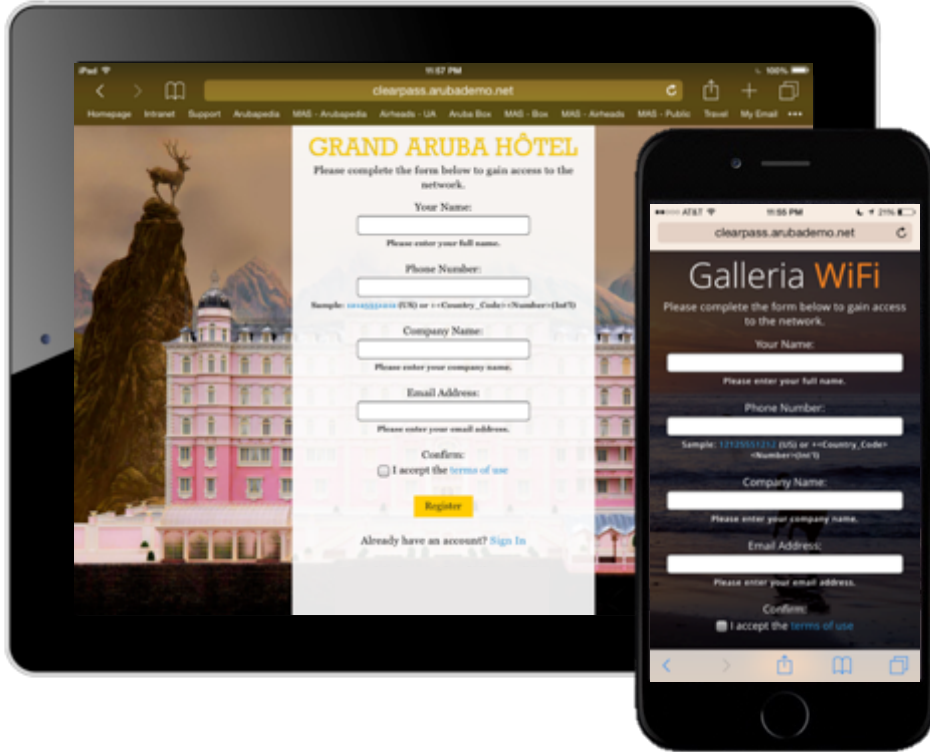 iPad
11:57 PM
100%
clearpass.arubademo.net
Homepage
Intranet
Support
Arubapedia
MAS - Arubapedia
Airheads - UA
Aruba Box
MAS - Box
MAS - Airheads
MAS - Public
Travel
My Email
GRAND ARUBA HÔTEL
Please complete the form below to gain access to the
network.
Your Name:
Please enter your full name.
Phone Number:
Sample: 12125551212 (US) or +<Country_Code><Number>(Int'l)
Company Name:
Please enter your company name.
Email Address:
Please enter your email address.
Confirm:
I accept the terms of use
Register
Already have an account? Sign In
AT&T
11:55 PM
21%
clearpass.arubademo.net
Galleria WiFi
Please complete the form below to gain access
to the network.
Your Name:
Please enter your full name.
Phone Number:
Sample: 12125551212 (US) or +<Country_Code>
<Number>(Int'l)
Company Name:
Please enter your company name.
Email Address:
Please enter your email address.
Confirm:
I accept the terms of use